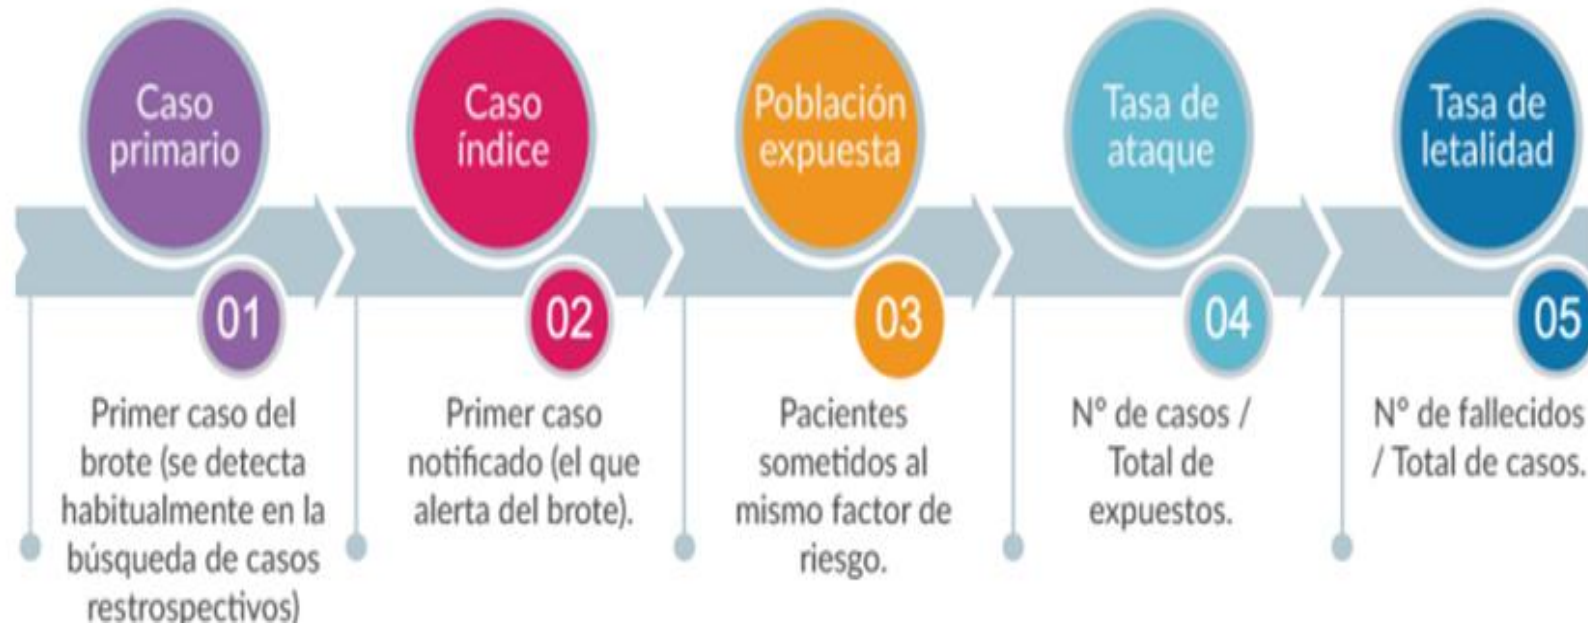 Caso
primario
01
Primer caso del
brote (se detecta
habitualmente en la
búsqueda de casos
restrospectivos)
Caso
índice
02
Primer caso
notificado (el que
alerta del brote).
Población
expuesta
03
Pacientes
sometidos al
mismo factor de
riesgo.
Tasa de
ataque
04
N° de casos /
Total de
expuestos.
Tasa de
letalidad
05
N° de fallecidos
/ Total de casos.